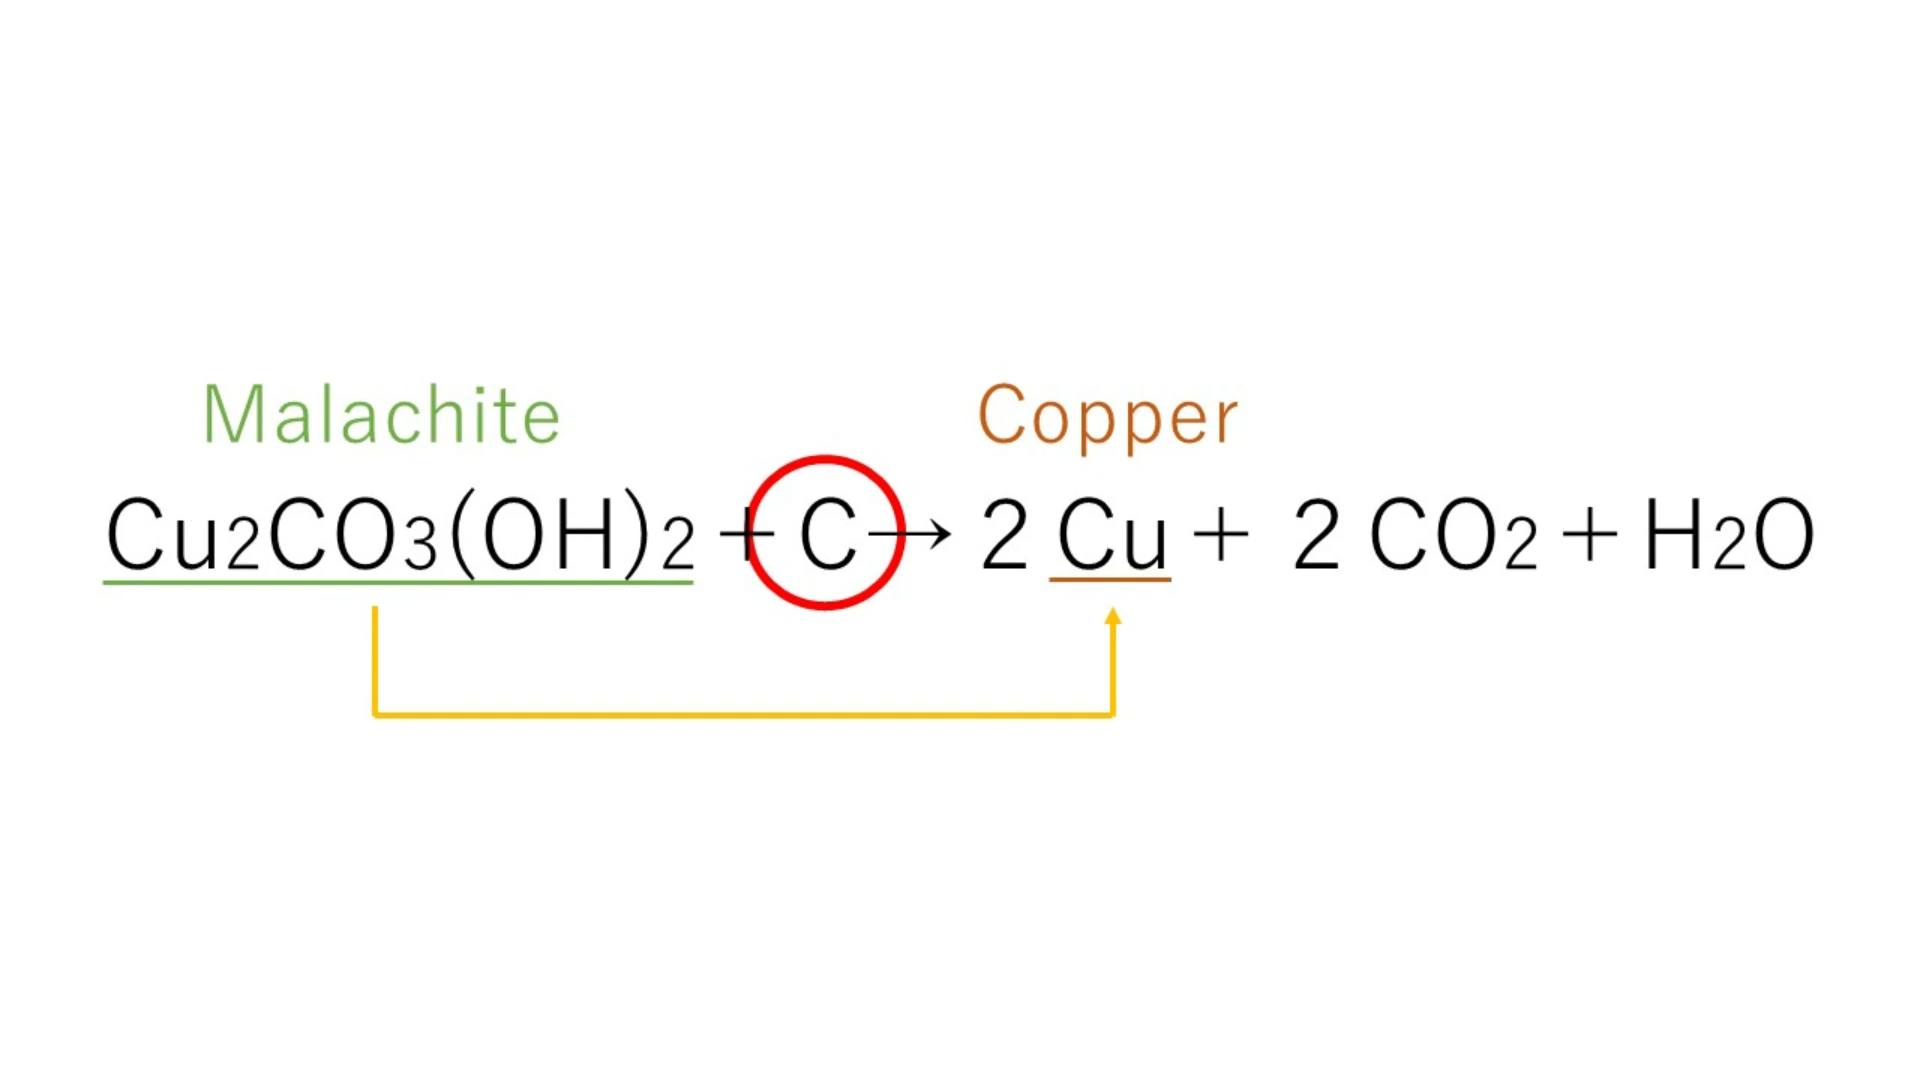 Malachite Copper
Cu2CO3(OH)2 + C → 2 Cu + 2 CO2 + H2O